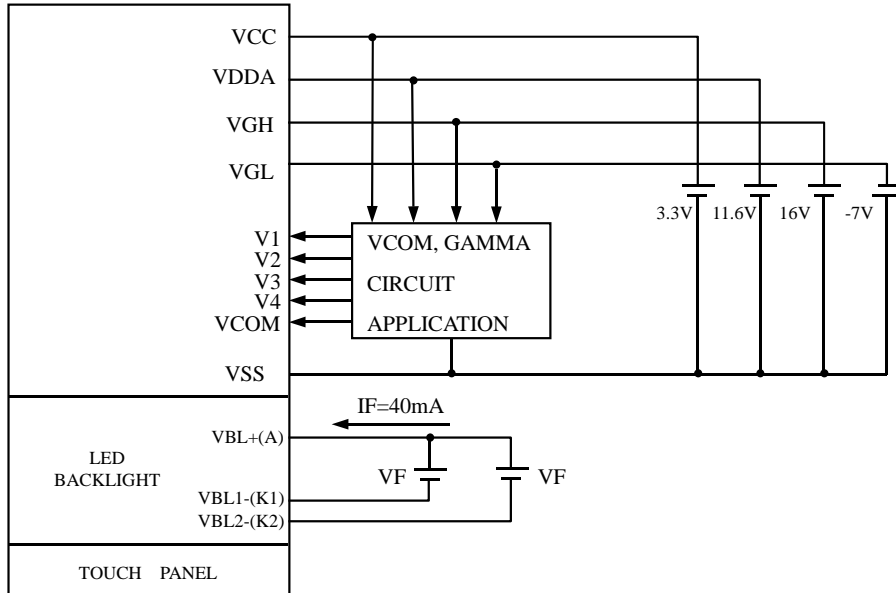 VCC
VDDA
VGH
VGL
3.3V 11.6V 16V -7V
V1
V2
V3
V4
VCOM
VCOM, GAMMA
CIRCUIT
APPLICATION
VSS
IF=40mA
VBL+(A)
LED
BACKLIGHT
VF VF
VBL1-(K1)
VBL2-(K2)
TOUCH PANEL